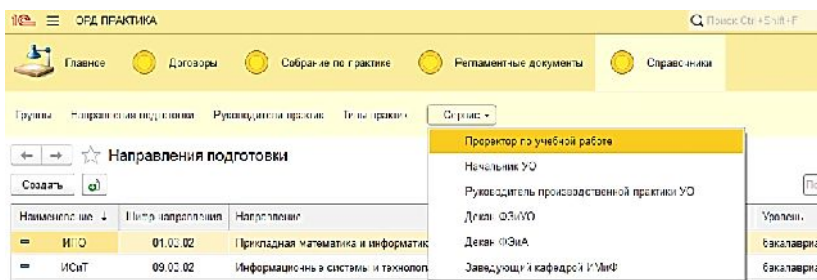 1С ОРД ПРАКТИКА Поиск Ctrl+Shift+F
Главное Договоры Собрание по практике Регламентные документы Справочники
Группы Направления подготовки Руководители практик Типы практик Сервис
Проректор по учебной работе
Начальник УО
Направления подготовки
Руководитель производственной практики УО
Создать
Декан ФЭиУО
Наименование ↓ Шифр направления Направление Уровень
ИПО 01.03.02 Прикладная математика и информатик Декан ФЭиА бакалавриа
ИСиТ 09.03.02 Информационные системы и технолог Заведующий кафедрой ИМиФ бакалавриа